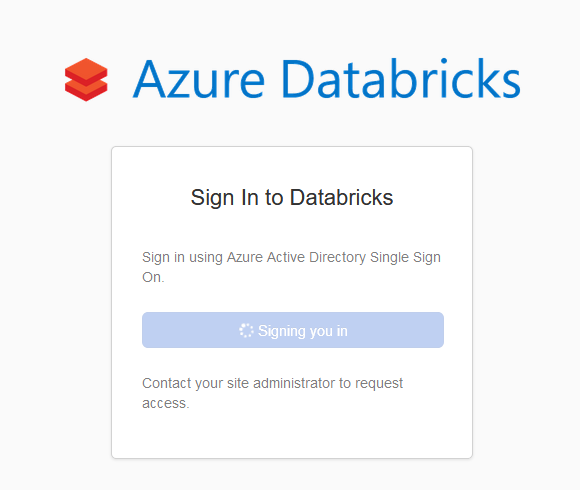 Azure Databricks
Sign In to Databricks
Sign in using Azure Active Directory Single Sign
On.
Signing you in
Contact your site administrator to request
access.